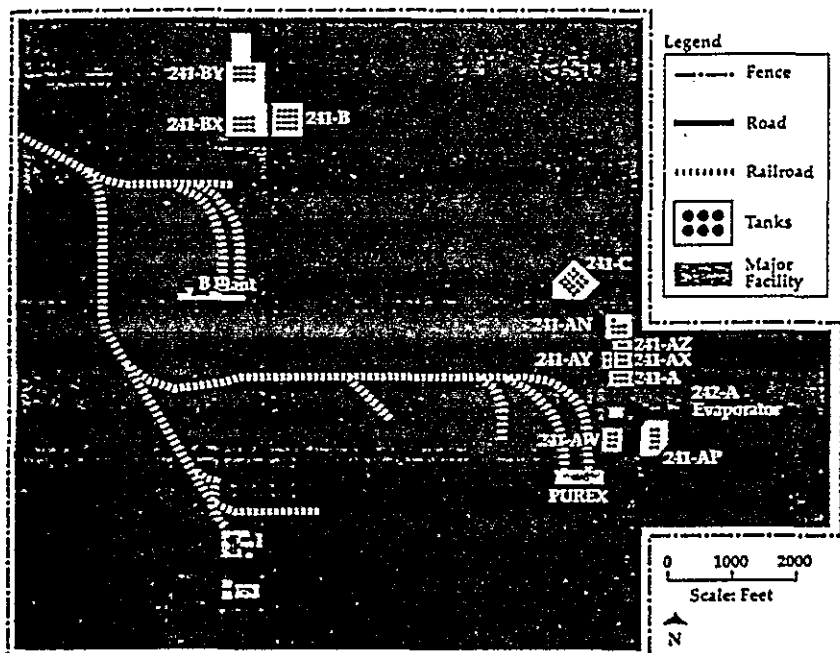 Legend
Fence
Road
Railroad
Tanks
Major
Facility
241-BY
241-BX
241-B
B Plant
241-C
241-AN
241-AZ
241-AY
241-AX
241-A
242-A
Evaporator
241-AW
241-AP
PUREX
0 1000 2000
Scale: Feet
N